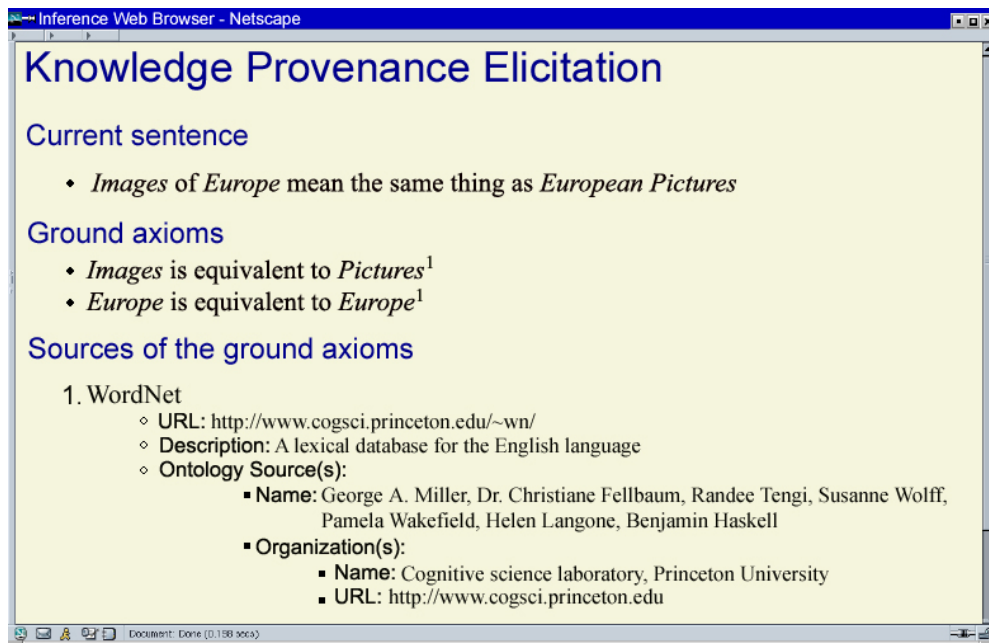 Inference Web Browser - Netscape
Knowledge Provenance Elicitation
Current sentence
• Images of Europe mean the same thing as European Pictures
Ground axioms
• Images is equivalent to Pictures¹
• Europe is equivalent to Europe¹
Sources of the ground axioms
1. WordNet
URL: http://www.cogsci.princeton.edu/~wn/
Description: A lexical database for the English language
Ontology Source(s):
Name: George A. Miller, Dr. Christiane Fellbaum, Randee Tengi, Susanne Wolff,
Pamela Wakefield, Helen Langone, Benjamin Haskell
Organization(s):
Name: Cognitive science laboratory, Princeton University
URL: http://www.cogsci.princeton.edu
Document: Done (0.198 secs)